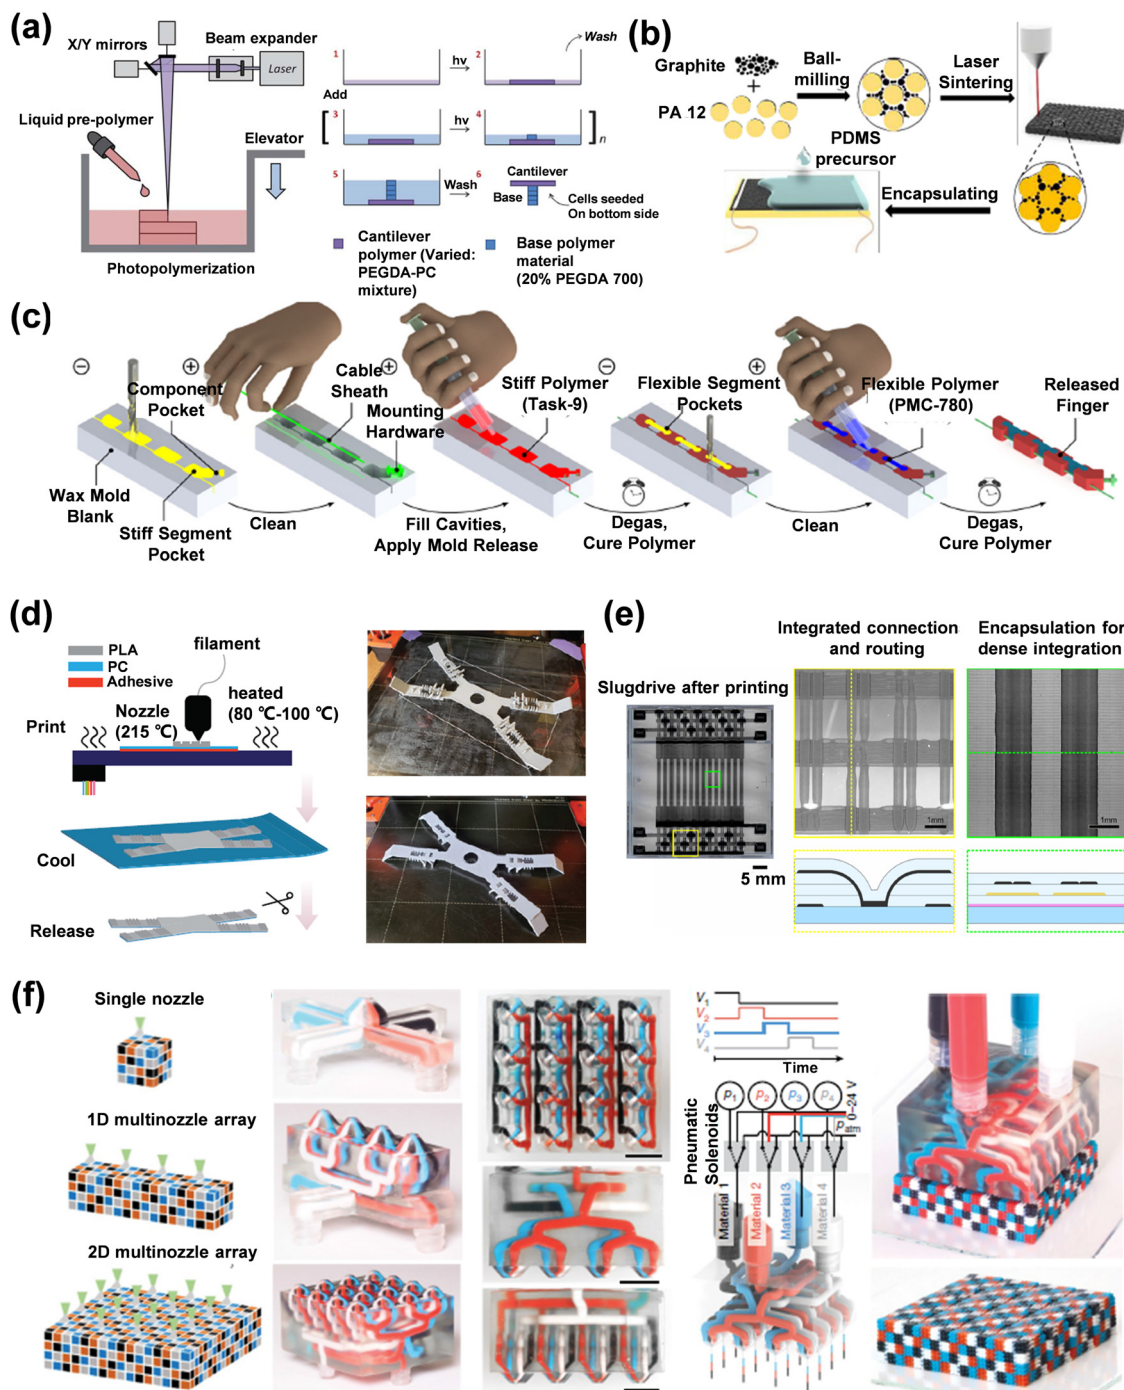 (a)
X/Y mirrors
Beam expander
Laser
Liquid pre-polymer
Elevator
Photopolymerization
1
hv
2
Wash
Add
3
hv
4
n
5
Wash
6
Cantilever
Base
Cells seeded
On bottom side
Cantilever
polymer (Varied:
PEGDA-PC
mixture)
Base polymer
material
(20% PEGDA 700)
(b)
Graphite
+
PA 12
Ball-
milling
Laser
Sintering
PDMS
precursor
Encapsulating
(c)
Component
Pocket
Cable
Sheath
Mounting
Hardware
Stiff Polymer
(Task-9)
Flexible Segment
Pockets
Flexible Polymer
(PMC-780)
Released
Finger
Wax Mold
Blank
Stiff Segment
Pocket
Clean
Fill Cavities,
Apply Mold Release
Degas,
Cure Polymer
Clean
Degas,
Cure Polymer
(d)
PLA
PC
Adhesive
filament
Print
Nozzle
(215 ℃)
heated
(80 ℃-100 ℃)
Cool
Release
(e)
Slugdrive after printing
5 mm
Integrated connection
and routing
1mm
Encapsulation for
dense integration
1mm
(f)
Single nozzle
1D multinozzle array
2D multinozzle array
V1
V2
V3
V4
Time
p1
p2
p3
p4
0–24 V
patm
Pneumatic
Solenoids
Material 1
Material 2
Material 3
Material 4